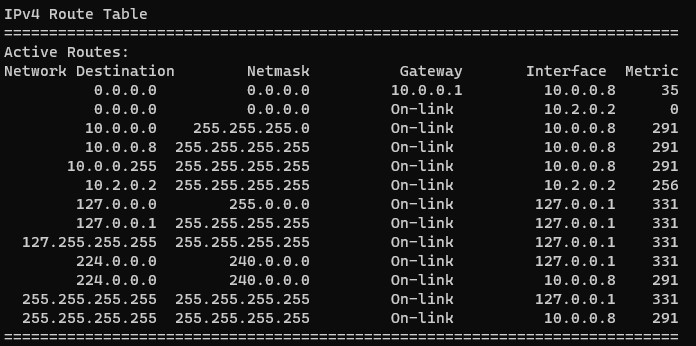 IPv4 Route Table
===========================================================================
Active Routes:
Network Destination        Netmask          Gateway       Interface  Metric
          0.0.0.0          0.0.0.0         10.0.0.1         10.0.0.8     35
          0.0.0.0          0.0.0.0         On-link         10.2.0.2      0
         10.0.0.0    255.255.255.0         On-link         10.0.0.8    291
         10.0.0.8  255.255.255.255         On-link         10.0.0.8    291
       10.0.0.255  255.255.255.255         On-link         10.0.0.8    291
         10.2.0.2  255.255.255.255         On-link         10.2.0.2    256
        127.0.0.0        255.0.0.0         On-link        127.0.0.1    331
        127.0.0.1  255.255.255.255         On-link        127.0.0.1    331
  127.255.255.255  255.255.255.255         On-link        127.0.0.1    331
        224.0.0.0        240.0.0.0         On-link        127.0.0.1    331
        224.0.0.0        240.0.0.0         On-link         10.0.0.8    291
  255.255.255.255  255.255.255.255         On-link        127.0.0.1    331
  255.255.255.255  255.255.255.255         On-link         10.0.0.8    291
===========================================================================